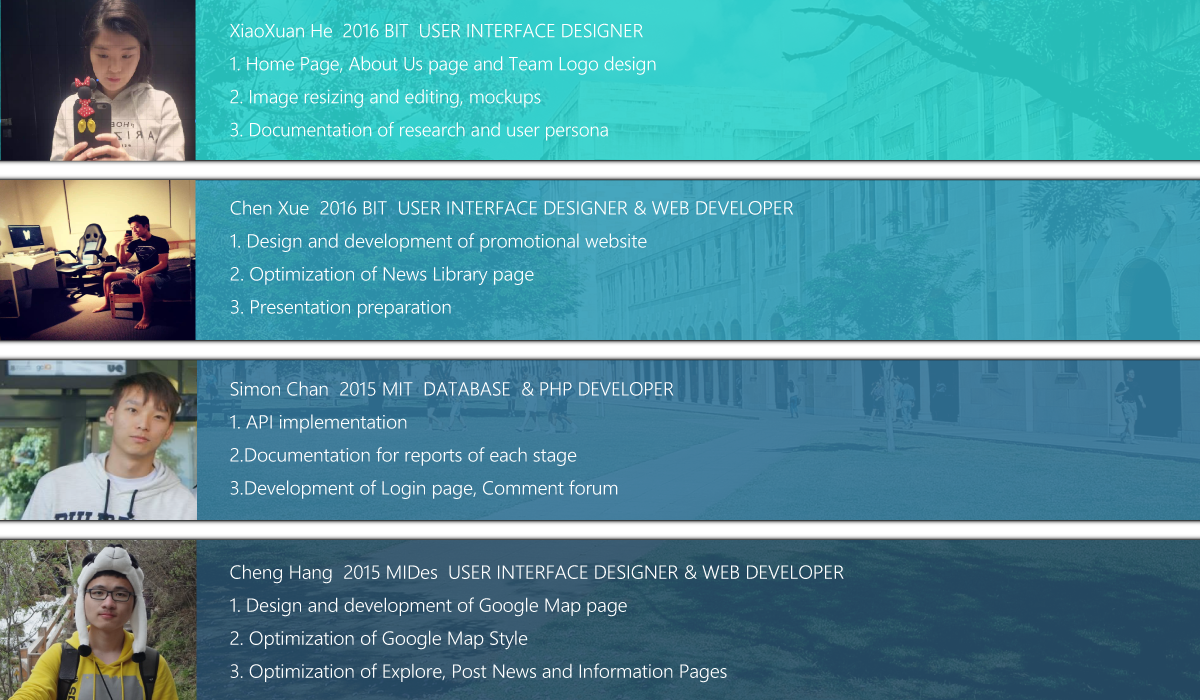 XiaoXuan He 2016 BIT USER INTERFACE DESIGNER
1. Home Page, About Us page and Team Logo design
2. Image resizing and editing, mockups
3. Documentation of research and user persona
Chen Xue 2016 BIT USER INTERFACE DESIGNER & WEB DEVELOPER
1. Design and development of promotional website
2. Optimization of News Library page
3. Presentation preparation
Simon Chan 2015 MIT DATABASE & PHP DEVELOPER
1. API implementation
2.Documentation for reports of each stage
3.Development of Login page, Comment forum
Cheng Hang 2015 MIDes USER INTERFACE DESIGNER & WEB DEVELOPER
1. Design and development of Google Map page
2. Optimization of Google Map Style
3. Optimization of Explore, Post News and Information Pages